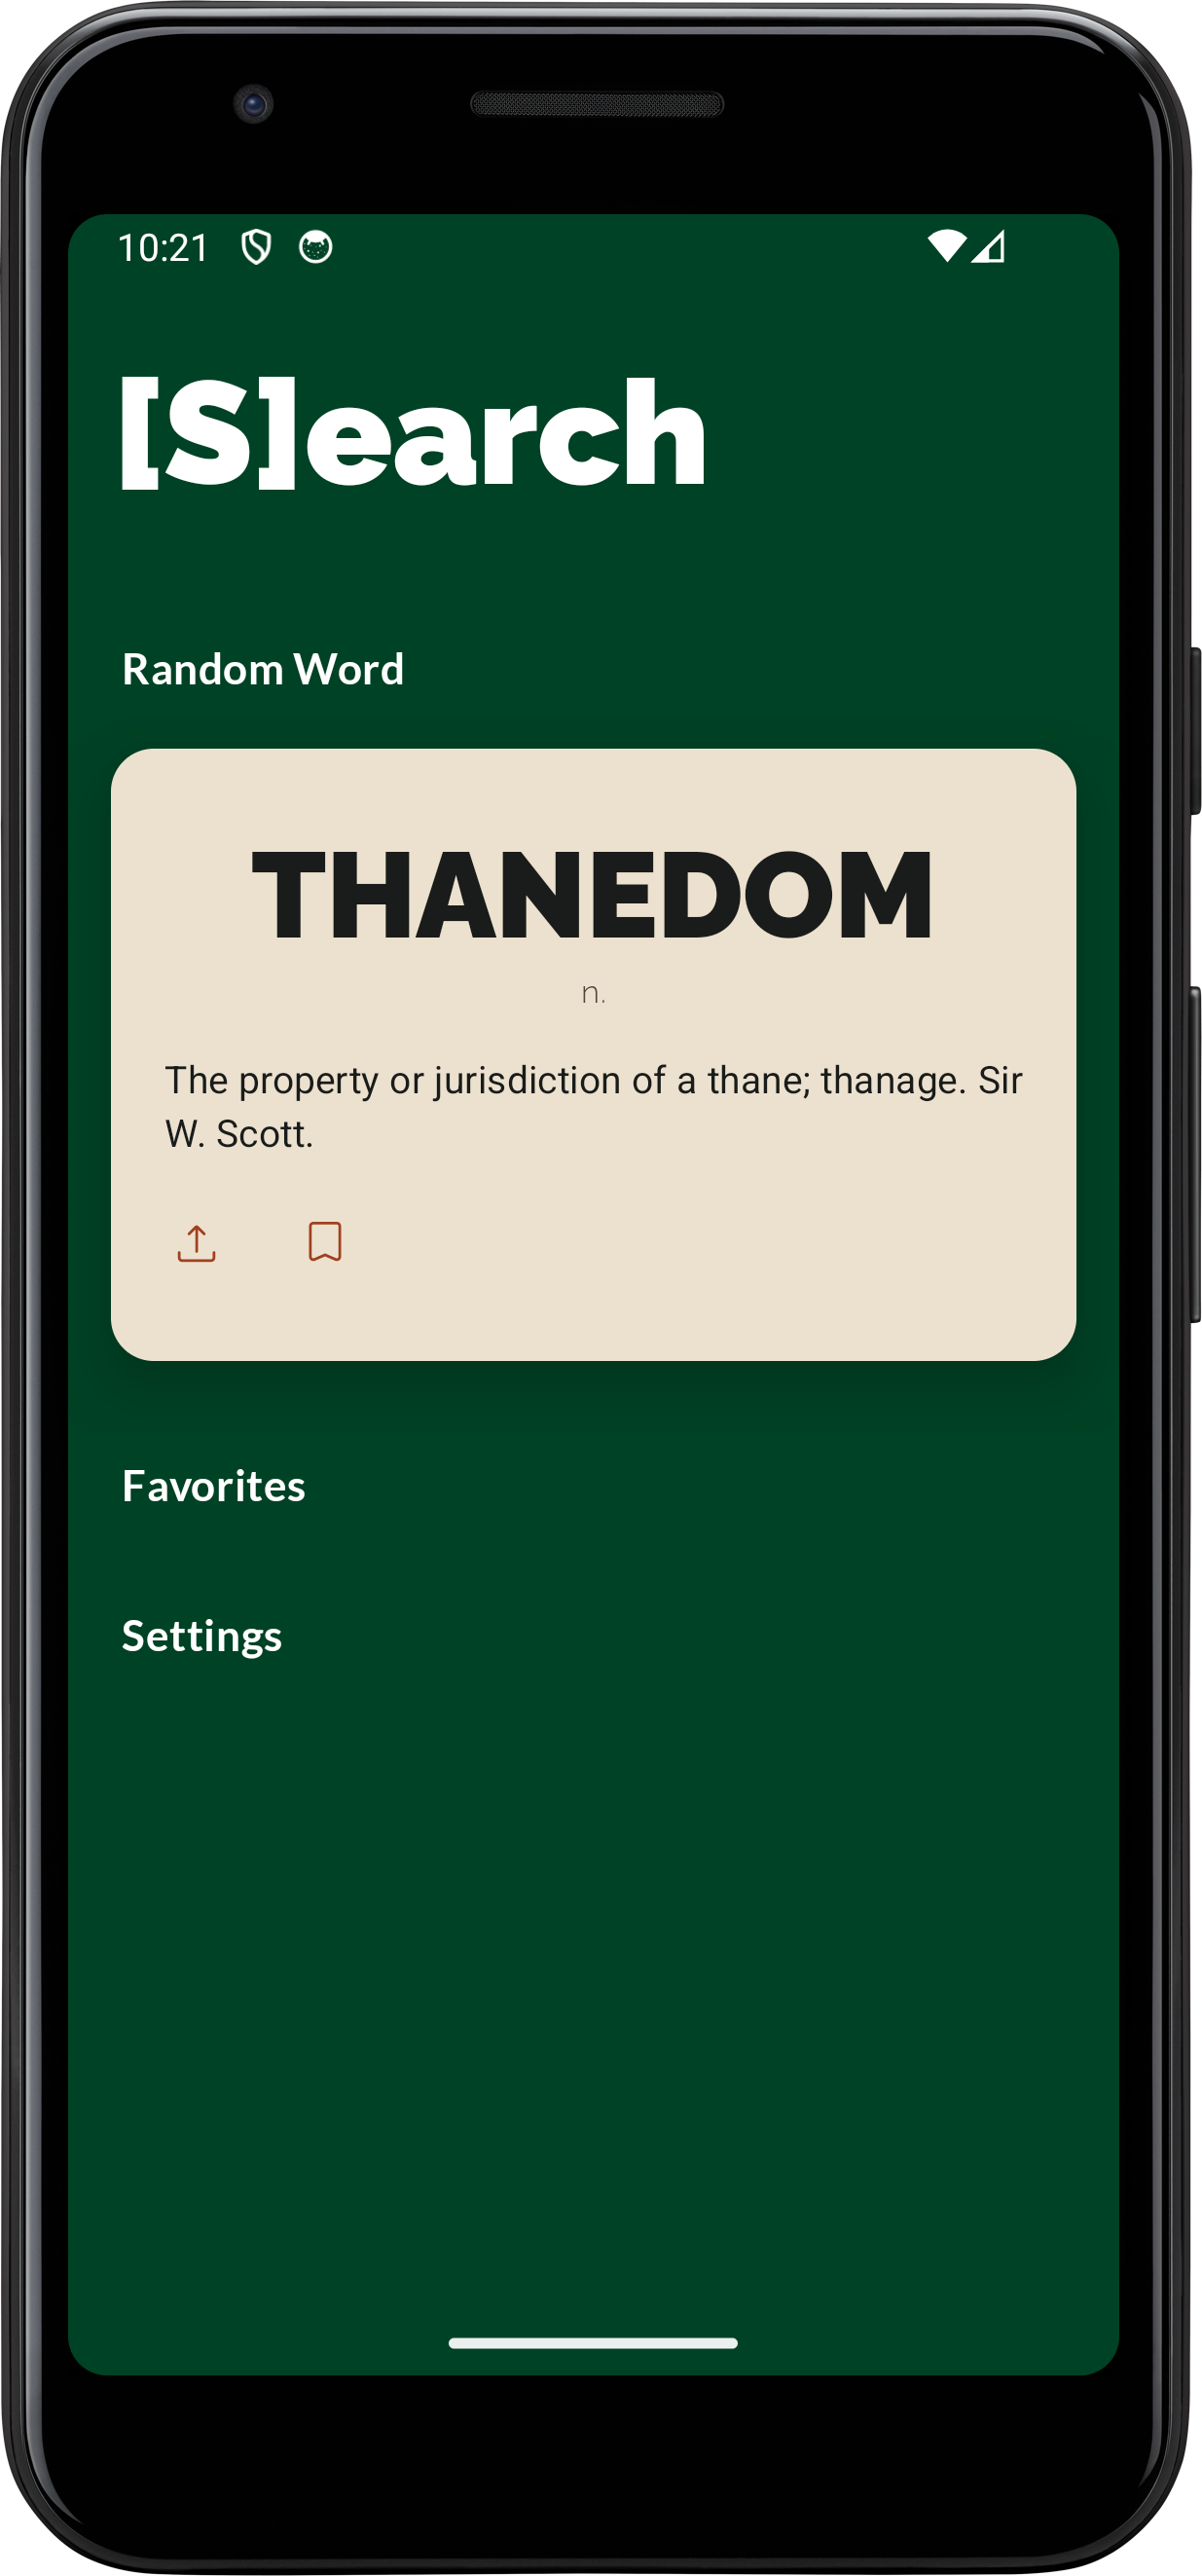 10:21
[S]earch
Random Word
THANEDOM
n.
The property or jurisdiction of a thane; thanage. Sir
W. Scott.
Favorites
Settings